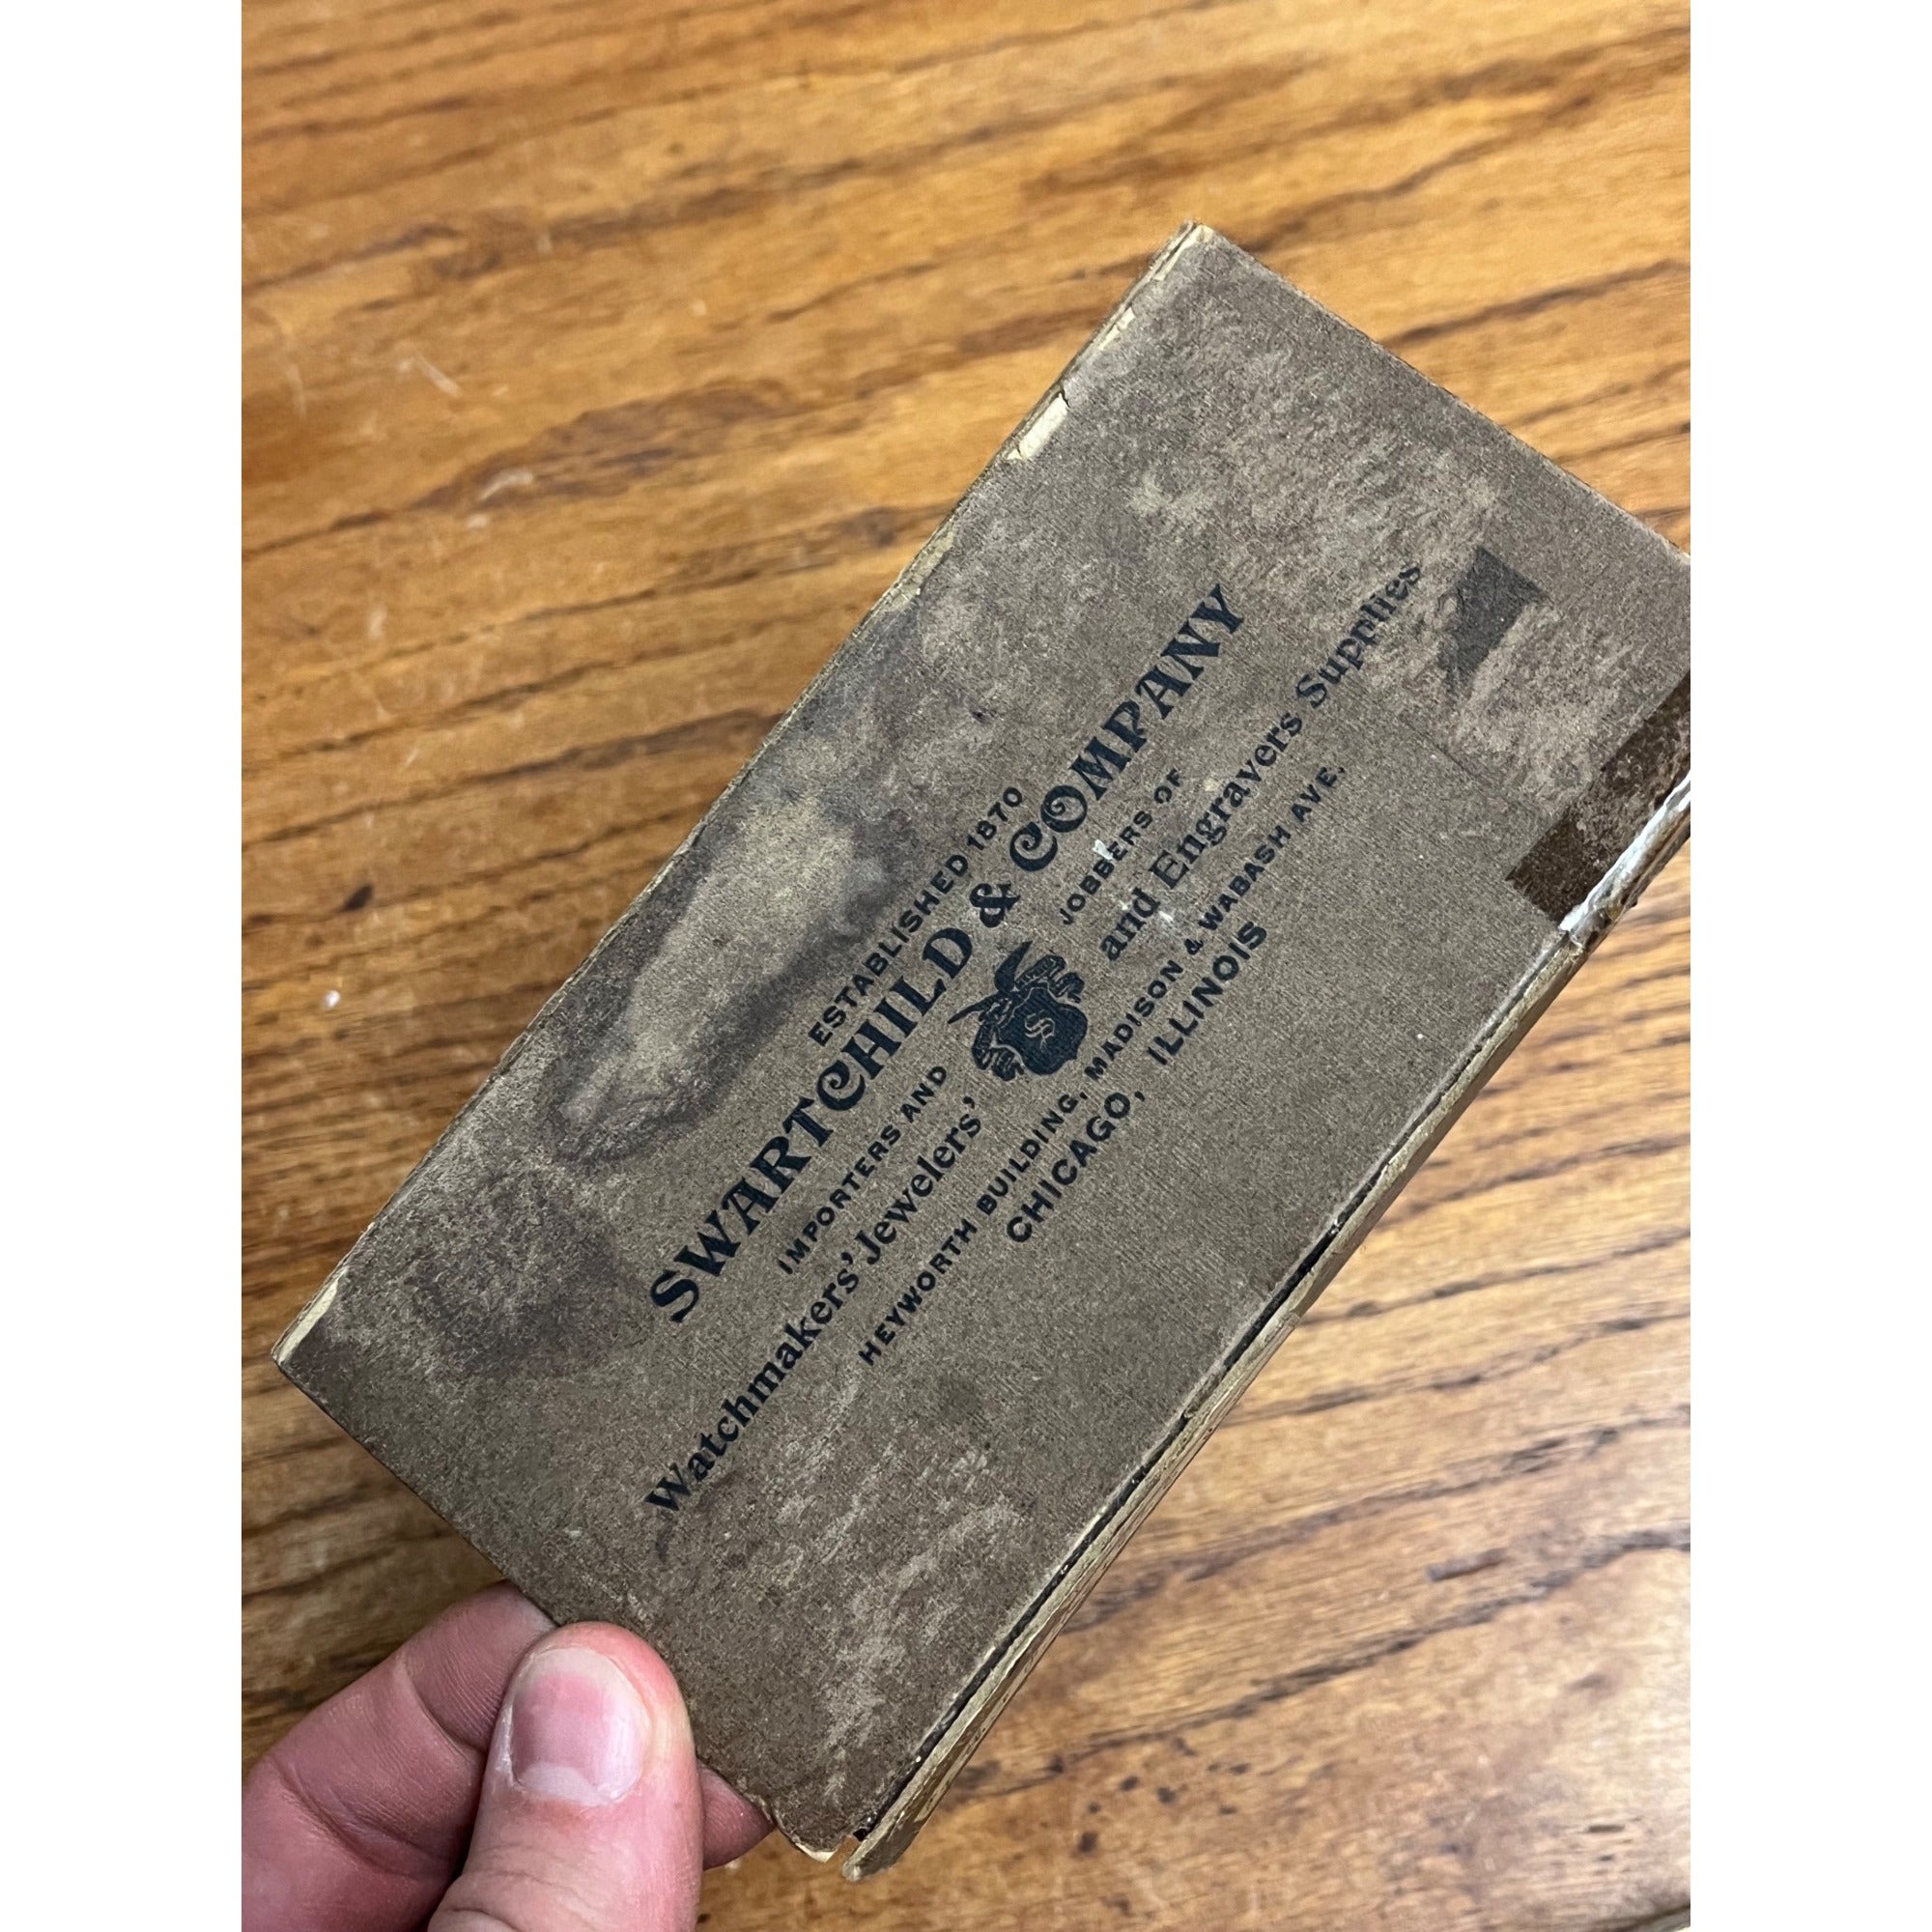 ESTABLISHED 1870
SWARTCHILD & COMPANY
IMPORTERS AND JOBBERS OF
Watchmakers' Jewelers' and Engravers Supplies
HEYWORTH BUILDING, MADISON & WABASH AVE.
CHICAGO, ILLINOIS